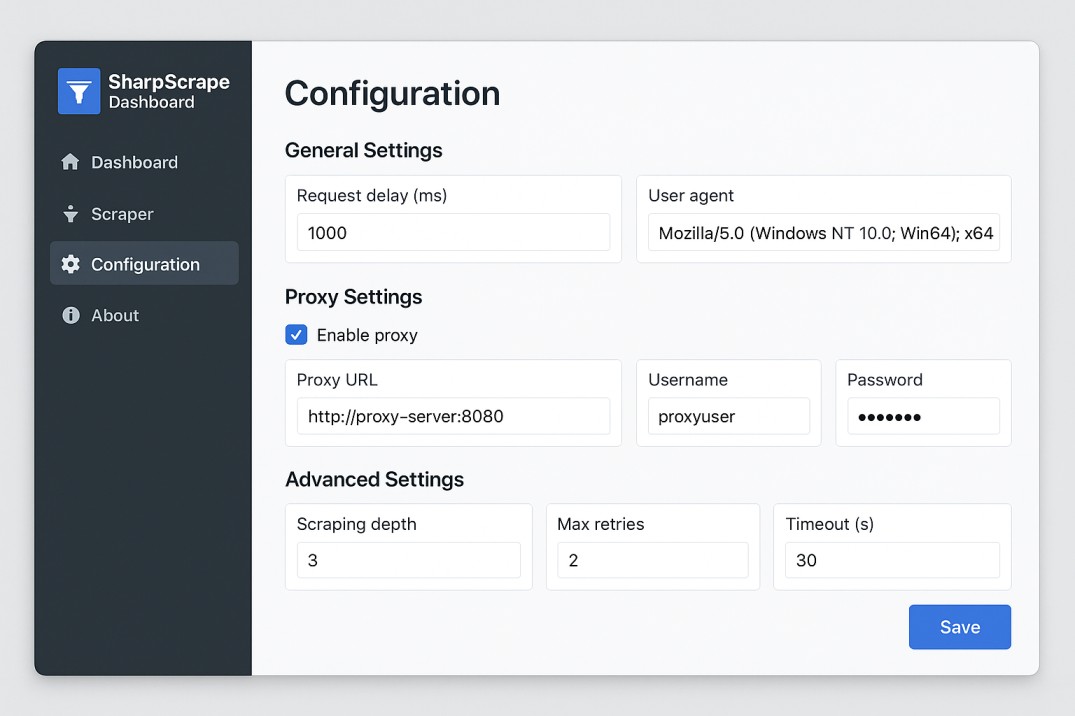 SharpScrape
Dashboard
Dashboard
Scraper
Configuration
About
Configuration
General Settings
Request delay (ms)
1000
User agent
Mozilla/5.0 (Windows NT 10.0; Win64); x64
Proxy Settings
Enable proxy
Proxy URL
http://proxy-server:8080
Username
proxyuser
Password
•••••••
Advanced Settings
Scraping depth
3
Max retries
2
Timeout (s)
30
Save